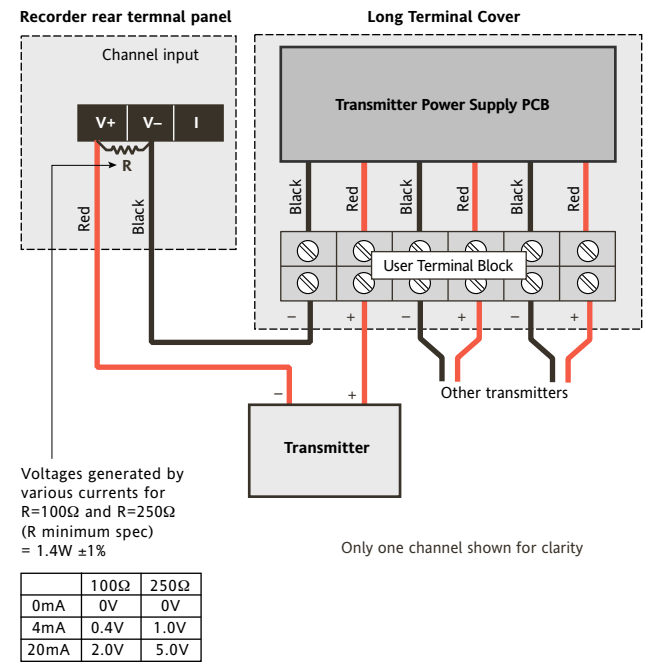 Recorder rear termnal panel
Long Terminal Cover
Channel input
V+ V– I
R
Red
Black
Transmitter Power Supply PCB
Black Red Black Red Black Red
User Terminal Block
– + – + – +
Other transmitters
– +
Transmitter
Voltages generated by
various currents for
R=100Ω and R=250Ω
(R minimum spec)
= 1.4W ±1%
Only one channel shown for clarity
100Ω 250Ω
0mA 0V 0V
4mA 0.4V 1.0V
20mA 2.0V 5.0V